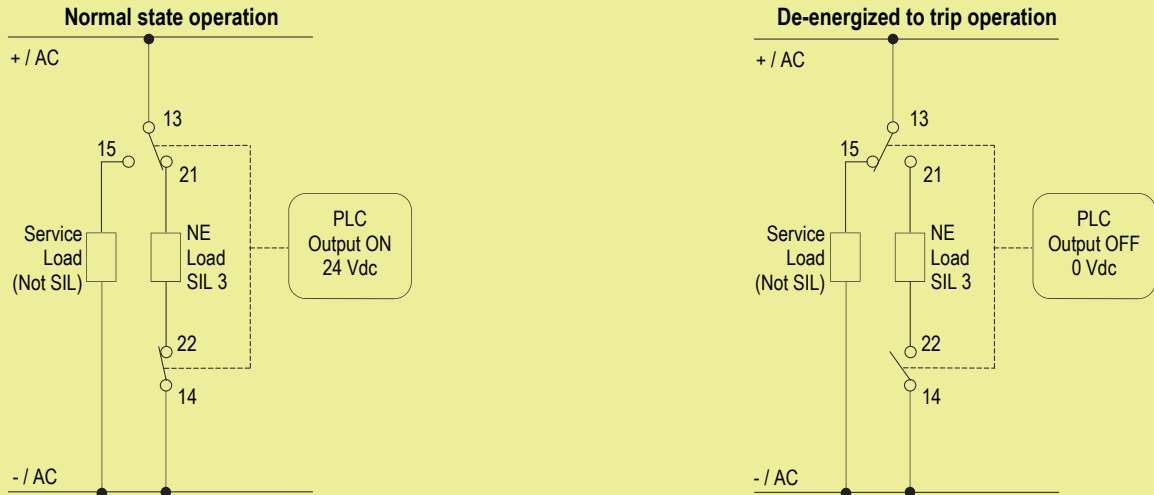 Normal state operation
+ / AC
13
15
21
Service
Load
(Not SIL)
NE
Load
SIL 3
PLC
Output ON
24 Vdc
22
14
- / AC
De-energized to trip operation
+ / AC
13
15
21
Service
Load
(Not SIL)
NE
Load
SIL 3
PLC
Output OFF
0 Vdc
22
14
- / AC